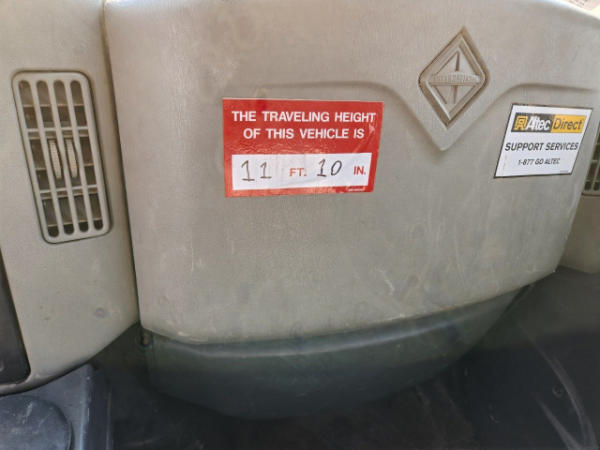 THE TRAVELING HEIGHT
OF THIS VEHICLE IS
11 FT. 10 IN.
INTERNATIONAL
Altec Direct
SUPPORT SERVICES
1-877 GO ALTEC